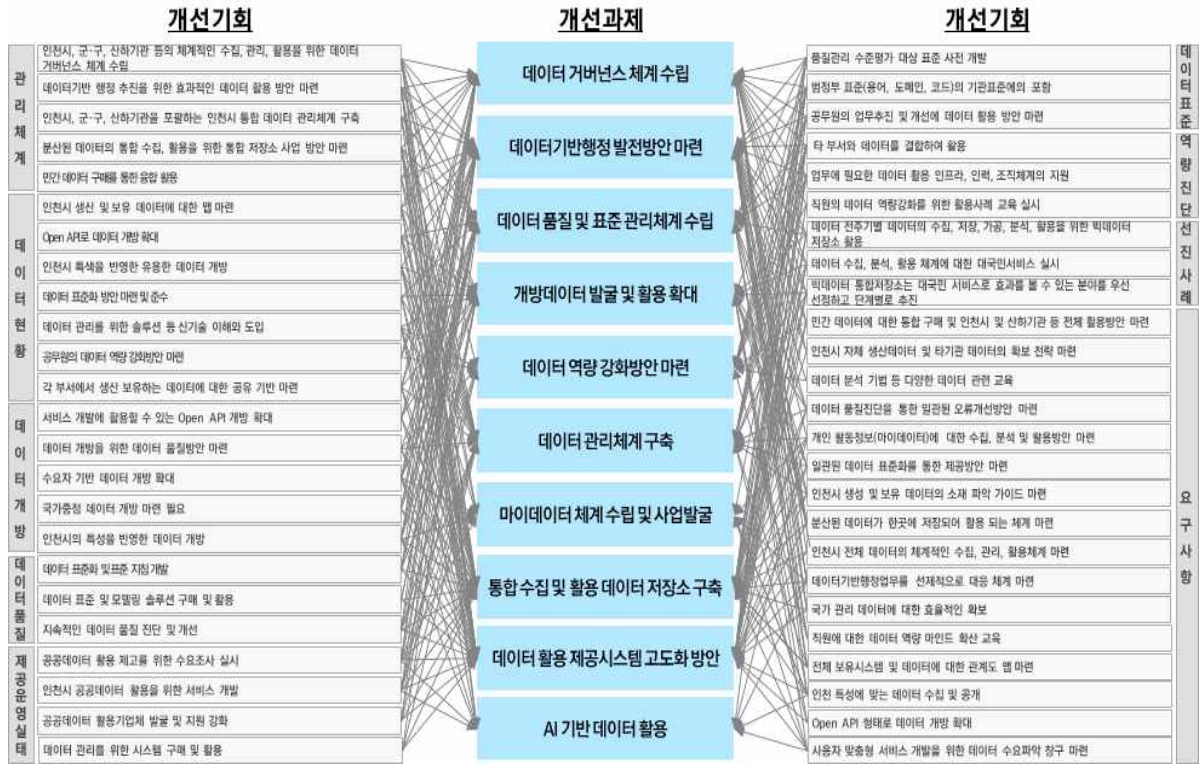 개선기회
관리체계
인천시, 군·구, 산하기관 등의 체계적인 수집, 관리, 활용을 위한 데이터
거버넌스 체계 수립
데이터기반 행정 추진을 위한 효과적인 데이터 활용 방안 마련
인천시, 군·구, 산하기관을 포괄하는 인천시 통합 데이터 관리체계 구축
분산된 데이터의 통합 수집, 활용을 위한 통합 저장소 사업 방안 마련
민간 데이터 구매를 통한 융합 활용
데이터현황
인천시 생산 및 보유 데이터에 대한 맵 마련
Open API로 데이터 개방 확대
인천시 특색을 반영한 유용한 데이터 개방
데이터 표준화 방안 마련 및 준수
데이터 관리를 위한 솔루션 등 신기술 이해와 도입
공무원의 데이터 역량 강화방안 마련
각 부서에서 생산 보유하는 데이터에 대한 공유 기반 마련
데이터개방
서비스 개발에 활용할 수 있는 Open API 개방 확대
데이터 개방을 위한 데이터 품질방안 마련
수요자 기반 데이터 개방 확대
국가중점 데이터 개방 마련 필요
인천시의 특성을 반영한 데이터 개방
데이터품질
데이터 표준화 및표준 지침 개발
데이터 표준 및 모델링 솔루션 구매 및 활용
지속적인 데이터 품질 진단 및 개선
제공운영실태
공공데이터 활용 제고를 위한 수요조사 실시
인천시 공공데이터 활용을 위한 서비스 개발
공공데이터 활용기업체 발굴 및 지원 강화
데이터 관리를 위한 시스템 구매 및 활용
개선과제
데이터 거버넌스 체계 수립
데이터기반행정 발전방안 마련
데이터 품질 및 표준 관리체계 수립
개방데이터 발굴 및 활용 확대
데이터 역량 강화방안 마련
데이터 관리체계 구축
마이데이터 체계 수립 및 사업발굴
통합 수집 및 활용 데이터 저장소 구축
데이터 활용 제공시스템 고도화 방안
AI 기반 데이터 활용
개선기회
데이터표준
품질관리 수준평가 대상 표준 사전 개발
범정부 표준(용어, 도메인, 코드)의 기관표준에의 포함
공무원의 업무추진 및 개선에 데이터 활용 방안 마련
역량진단
타 부서와 데이터를 결합하여 활용
업무에 필요한 데이터 활용 인프라, 인력, 조직체계의 지원
직원의 데이터 역량강화를 위한 활용사례 교육 실시
선진사례
데이터 전주기별 데이터의 수집, 저장, 가공, 분석, 활용을 위한 빅데이터
저장소 활용
데이터 수집, 분석, 활용 체계에 대한 대국민서비스 실시
빅데이터 통합저장소는 대국민 서비스로 효과를 볼 수 있는 분야를 우선
선정하고 단계별로 추진
요구사항
민간 데이터에 대한 통합 구매 및 인천시 및 산하기관 등 전체 활용방안 마련
인천시 자체 생산데이터 및 타기관 데이터의 확보 전략 마련
데이터 분석 기법 등 다양한 데이터 관련 교육
데이터 품질진단을 통한 일관된 오류개선방안 마련
개인 활동정보(마이데이터)에 대한 수집, 분석 및 활용방안 마련
일관된 데이터 표준화를 통한 제공방안 마련
인천시 생성 및 보유 데이터의 소재 파악 가이드 마련
분산된 데이터가 한곳에 저장되어 활용 되는 체계 마련
인천시 전체 데이터의 체계적인 수집, 관리, 활용체계 마련
데이터기반행정업무를 선제적으로 대응 체계 마련
국가 관리 데이터에 대한 효율적인 확보
직원에 대한 데이터 역량 마인드 확산 교육
전체 보유시스템 및 데이터에 대한 관계도 맵 마련
인천 특성에 맞는 데이터 수집 및 공개
Open API 형태로 데이터 개방 확대
사용자 맞춤형 서비스 개발을 위한 데이터 수요파악 창구 마련